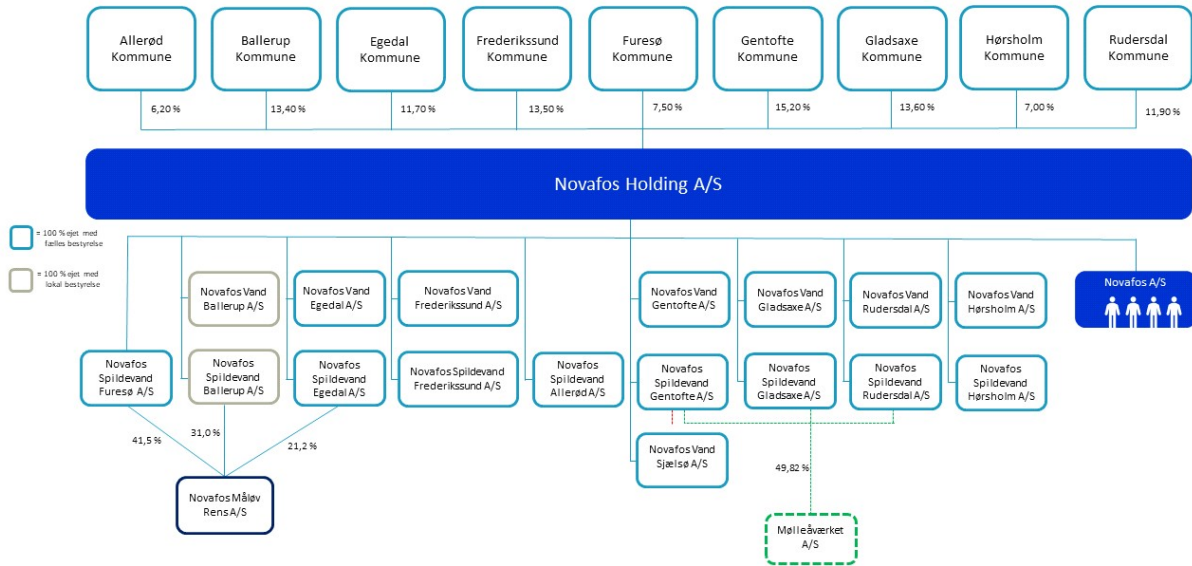 Allerød
Kommune
Ballerup
Kommune
Egedal
Kommune
Frederikssund
Kommune
Furesø
Kommune
Gentofte
Kommune
Gladsaxe
Kommune
Hørsholm
Kommune
Rudersdal
Kommune
6,20 %
13,40 %
11,70 %
13,50 %
7,50 %
15,20 %
13,60 %
7,00 %
11,90 %
Novafos Holding A/S
= 100 % ejet med
fælles bestyrelse
= 100 % ejet med
lokal bestyrelse
Novafos Vand
Ballerup A/S
Novafos Vand
Egedal A/S
Novafos Vand
Frederikssund A/S
Novafos Vand
Gentofte A/S
Novafos Vand
Gladsaxe A/S
Novafos Vand
Rudersdal A/S
Novafos Vand
Hørsholm A/S
Novafos A/S
Novafos
Spildevand
Furesø A/S
Novafos
Spildevand
Ballerup A/S
Novafos
Spildevand
Egedal A/S
Novafos Spildevand
Frederikssund A/S
Novafos
Spildevand
Allerød A/S
Novafos
Spildevand
Gentofte A/S
Novafos
Spildevand
Gladsaxe A/S
Novafos
Spildevand
Rudersdal A/S
Novafos
Spildevand
Hørsholm A/S
41,5 %
31,0 %
21,2 %
Novafos Vand
Sjælsø A/S
49,82 %
Novafos Måløv
Rens A/S
Mølleåværket
A/S